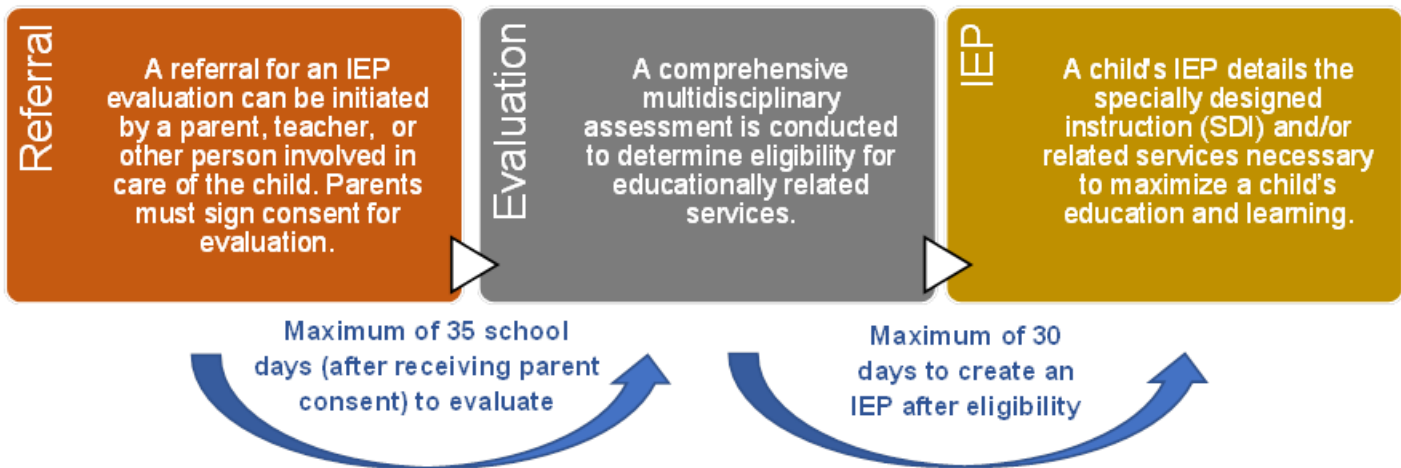 Referral
A referral for an IEP
evaluation can be initiated
by a parent, teacher, or
other person involved in
care of the child. Parents
must sign consent for
evaluation.
Evaluation
A comprehensive
multidisciplinary
assessment is conducted
to determine eligibility for
educationally related
services.
IEP
A child's IEP details the
specially designed
instruction (SDI) and/or
related services necessary
to maximize a child's
education and learning.
Maximum of 35 school
days (after receiving parent
consent) to evaluate
Maximum of 30
days to create an
IEP after eligibility